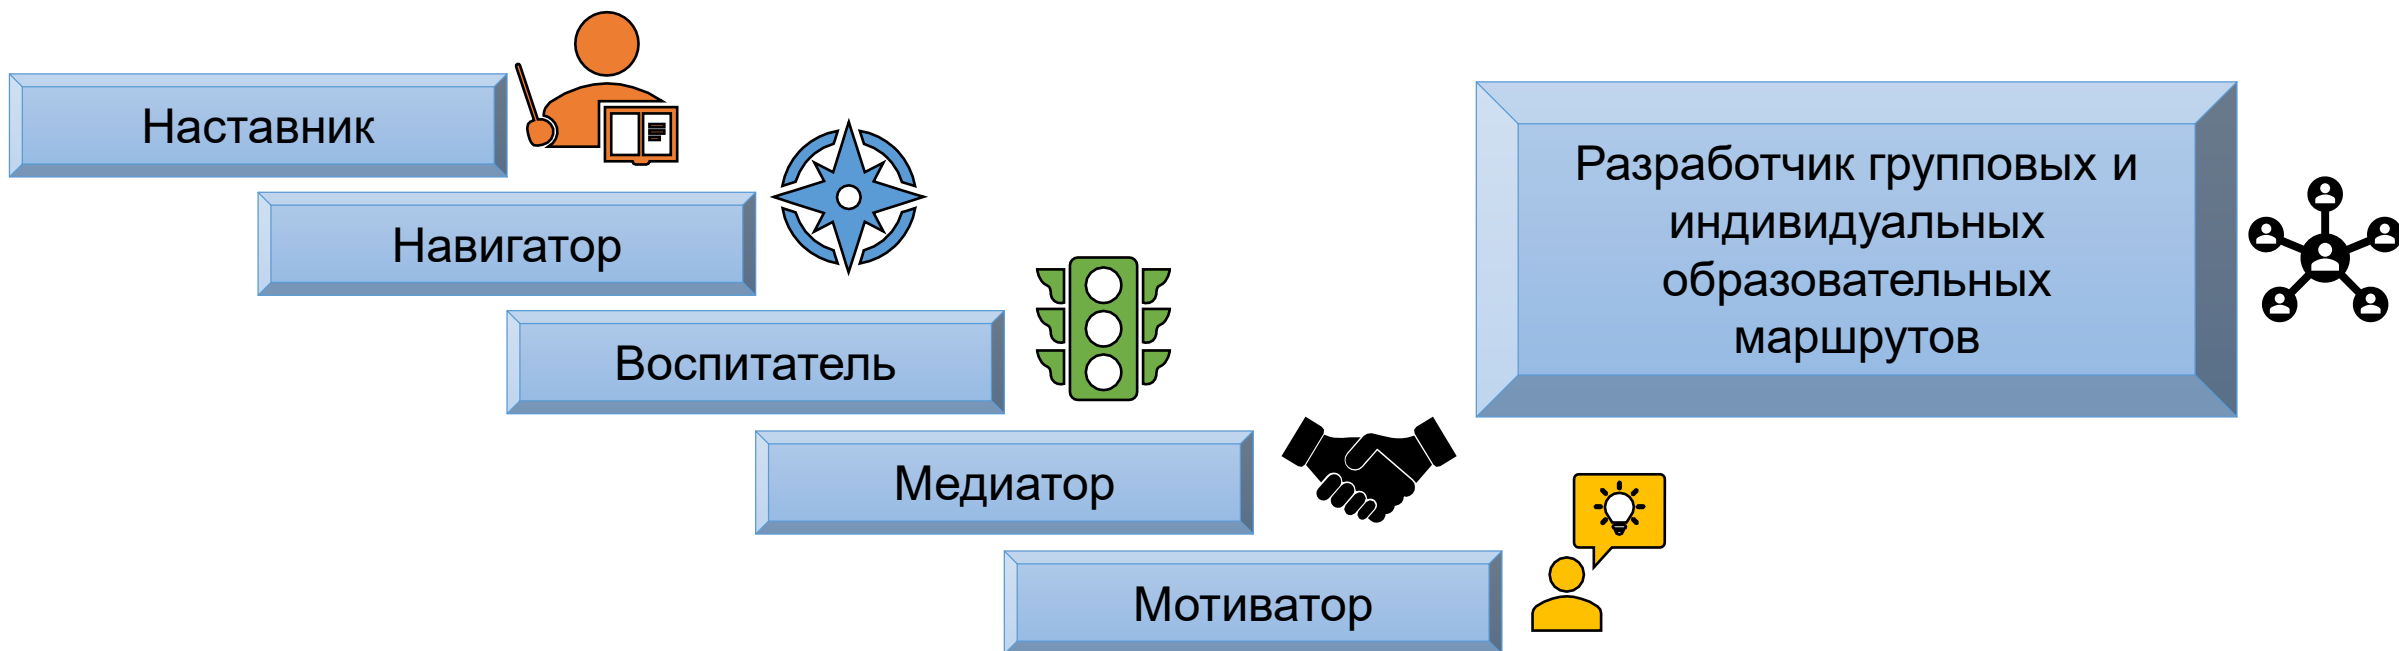 Наставник
Навигатор
Воспитатель
Медиатор
Мотиватор
Разработчик групповых и
индивидуальных
образовательных
маршрутов